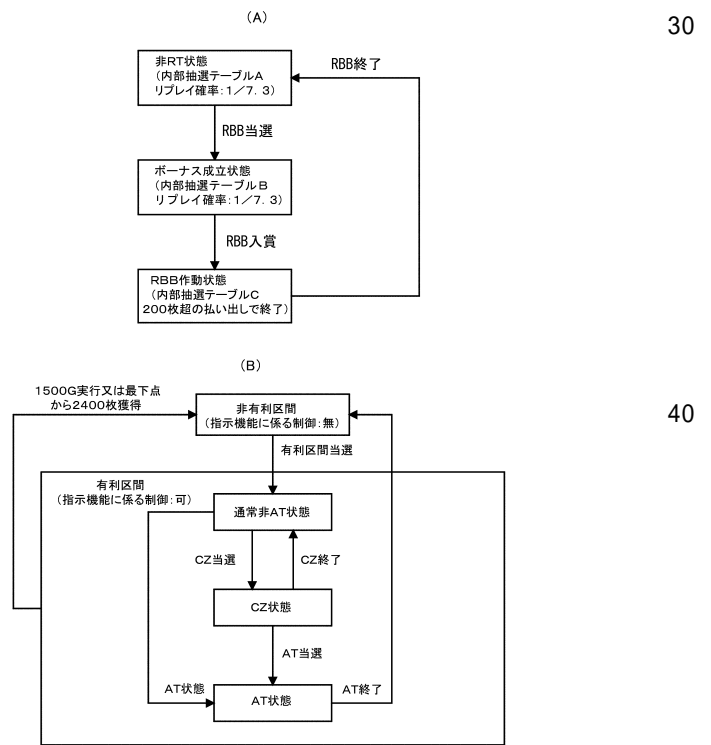 (A)
30
非RT状態
(内部抽選テーブルA
リプレイ確率:1/7.3)
RBB終了
RBB当選
ボーナス成立状態
(内部抽選テーブルB
リプレイ確率:1/7.3)
RBB入賞
RBB作動状態
(内部抽選テーブルC
200枚超の払い出しで終了)
(B)
1500G実行又は最下点
から2400枚獲得
40
非有利区間
(指示機能に係る制御:無)
有利区間当選
有利区間
(指示機能に係る制御:可)
通常非AT状態
CZ当選
CZ終了
CZ状態
AT当選
AT状態
AT状態
AT終了